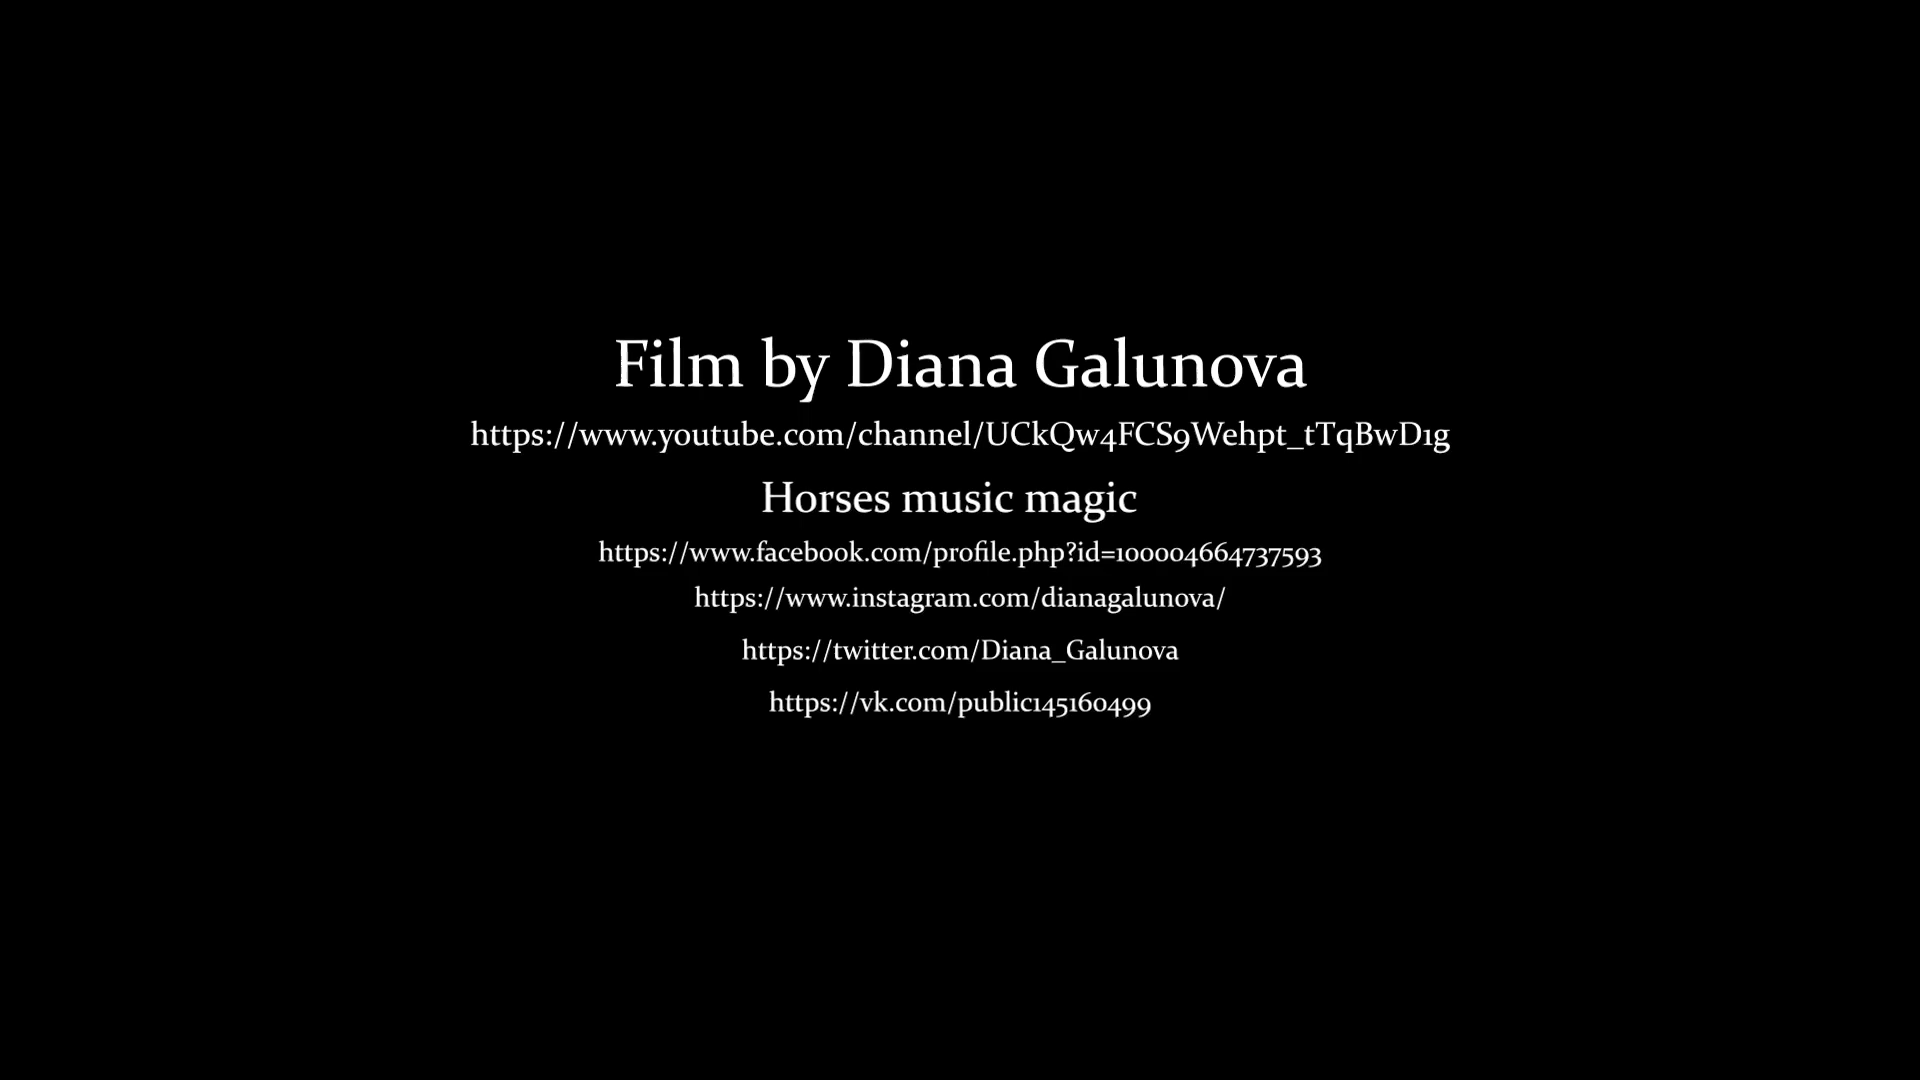 Film by Diana Galunova
https://www.youtube.com/channel/UCkQw4FCS9Wehpt_tTqBwD1g
Horses music magic
https://www.facebook.com/profile.php?id=100004664737593
https://www.instagram.com/dianagalunova/
https://twitter.com/Diana_Galunova
https://vk.com/public145160499